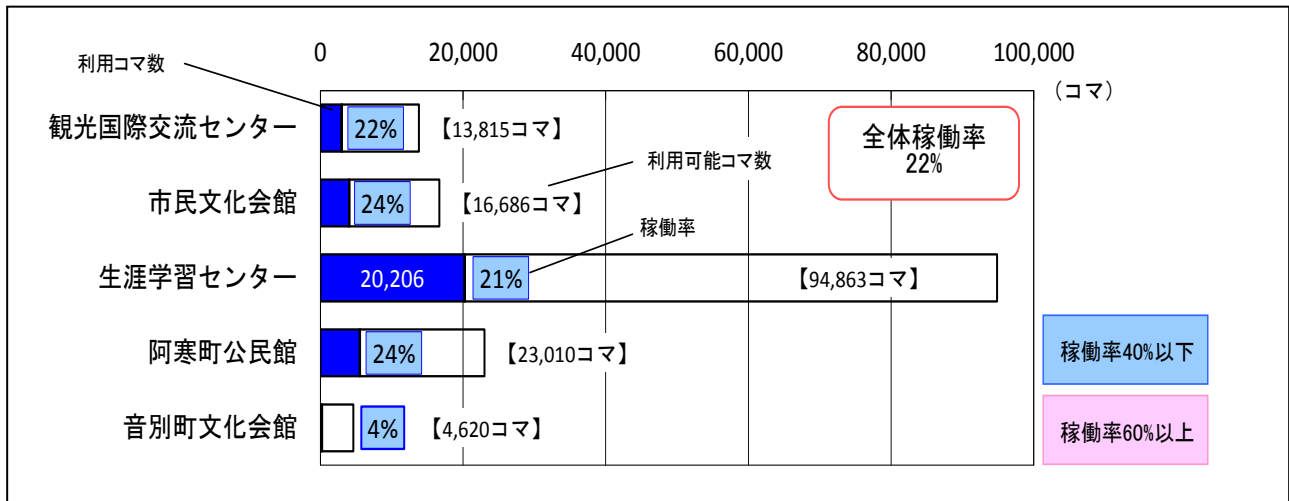 0 20,000 40,000 60,000 80,000 100,000
（コマ）
利用コマ数
観光国際交流センター 22% 【13,815コマ】
全体稼働率
22%
利用可能コマ数
市民文化会館 24% 【16,686コマ】
稼働率
生涯学習センター 20,206 21% 【94,863コマ】
阿寒町公民館 24% 【23,010コマ】
稼働率40%以下
音別町文化会館 4% 【4,620コマ】
稼働率60%以上